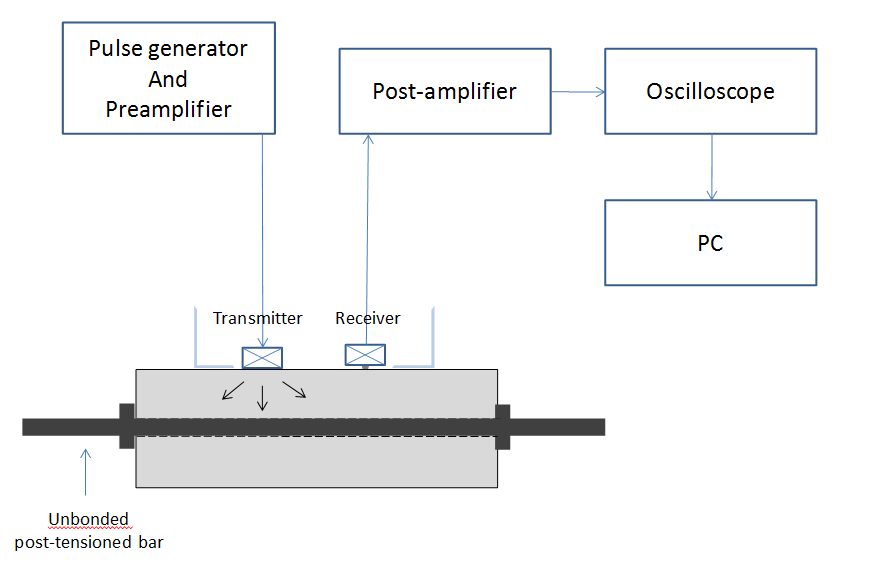 Pulse generator
And
Preamplifier
Post-amplifier
Oscilloscope
PC
Transmitter
Receiver
Unbonded
post-tensioned bar